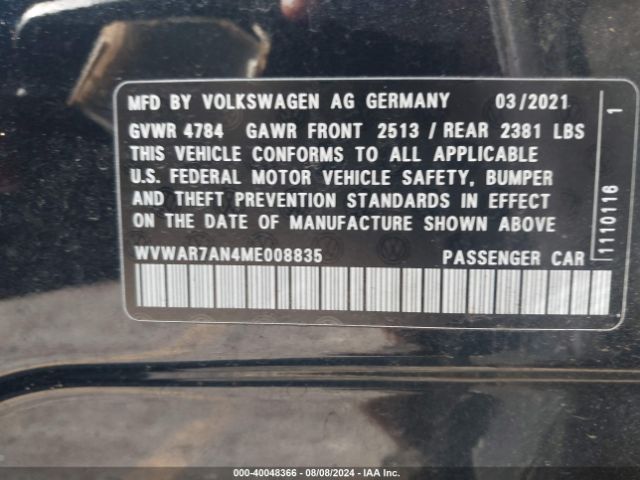 MFD BY VOLKSWAGEN AG GERMANY 03/2021
GVWR 4784 GAWR FRONT 2513 / REAR 2381 LBS
THIS VEHICLE CONFORMS TO ALL APPLICABLE
U.S. FEDERAL MOTOR VEHICLE SAFETY, BUMPER
AND THEFT PREVENTION STANDARDS IN EFFECT
ON THE DATE OF MANUFACTURE SHOWN ABOVE
WVWAR7AN4ME008835 PASSENGER CAR
1110116 1
000-40048366 - 08/08/2024 - IAA Inc.